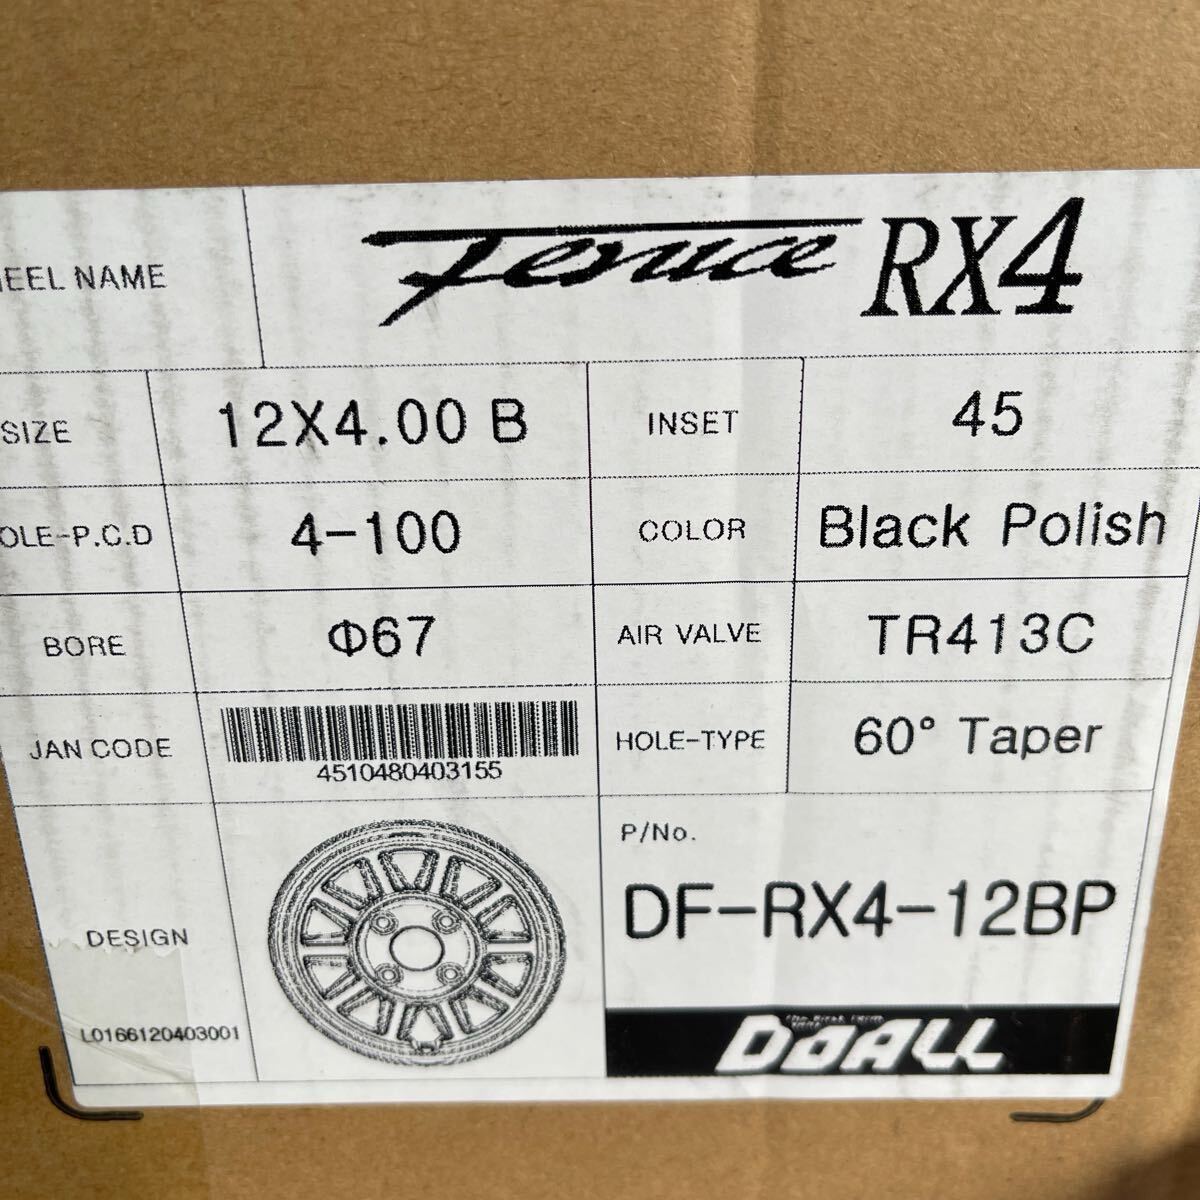 EEL NAME
Fenice RX4
SIZE
12X4.00 B
INSET
45
OLE-P.C.D
4-100
COLOR
Black Polish
BORE
Φ67
AIR VALVE
TR413C
JAN CODE
4510480403155
HOLE-TYPE
60° Taper
DESIGN
L0166120403001
P/No.
DF-RX4-12BP
DOALL